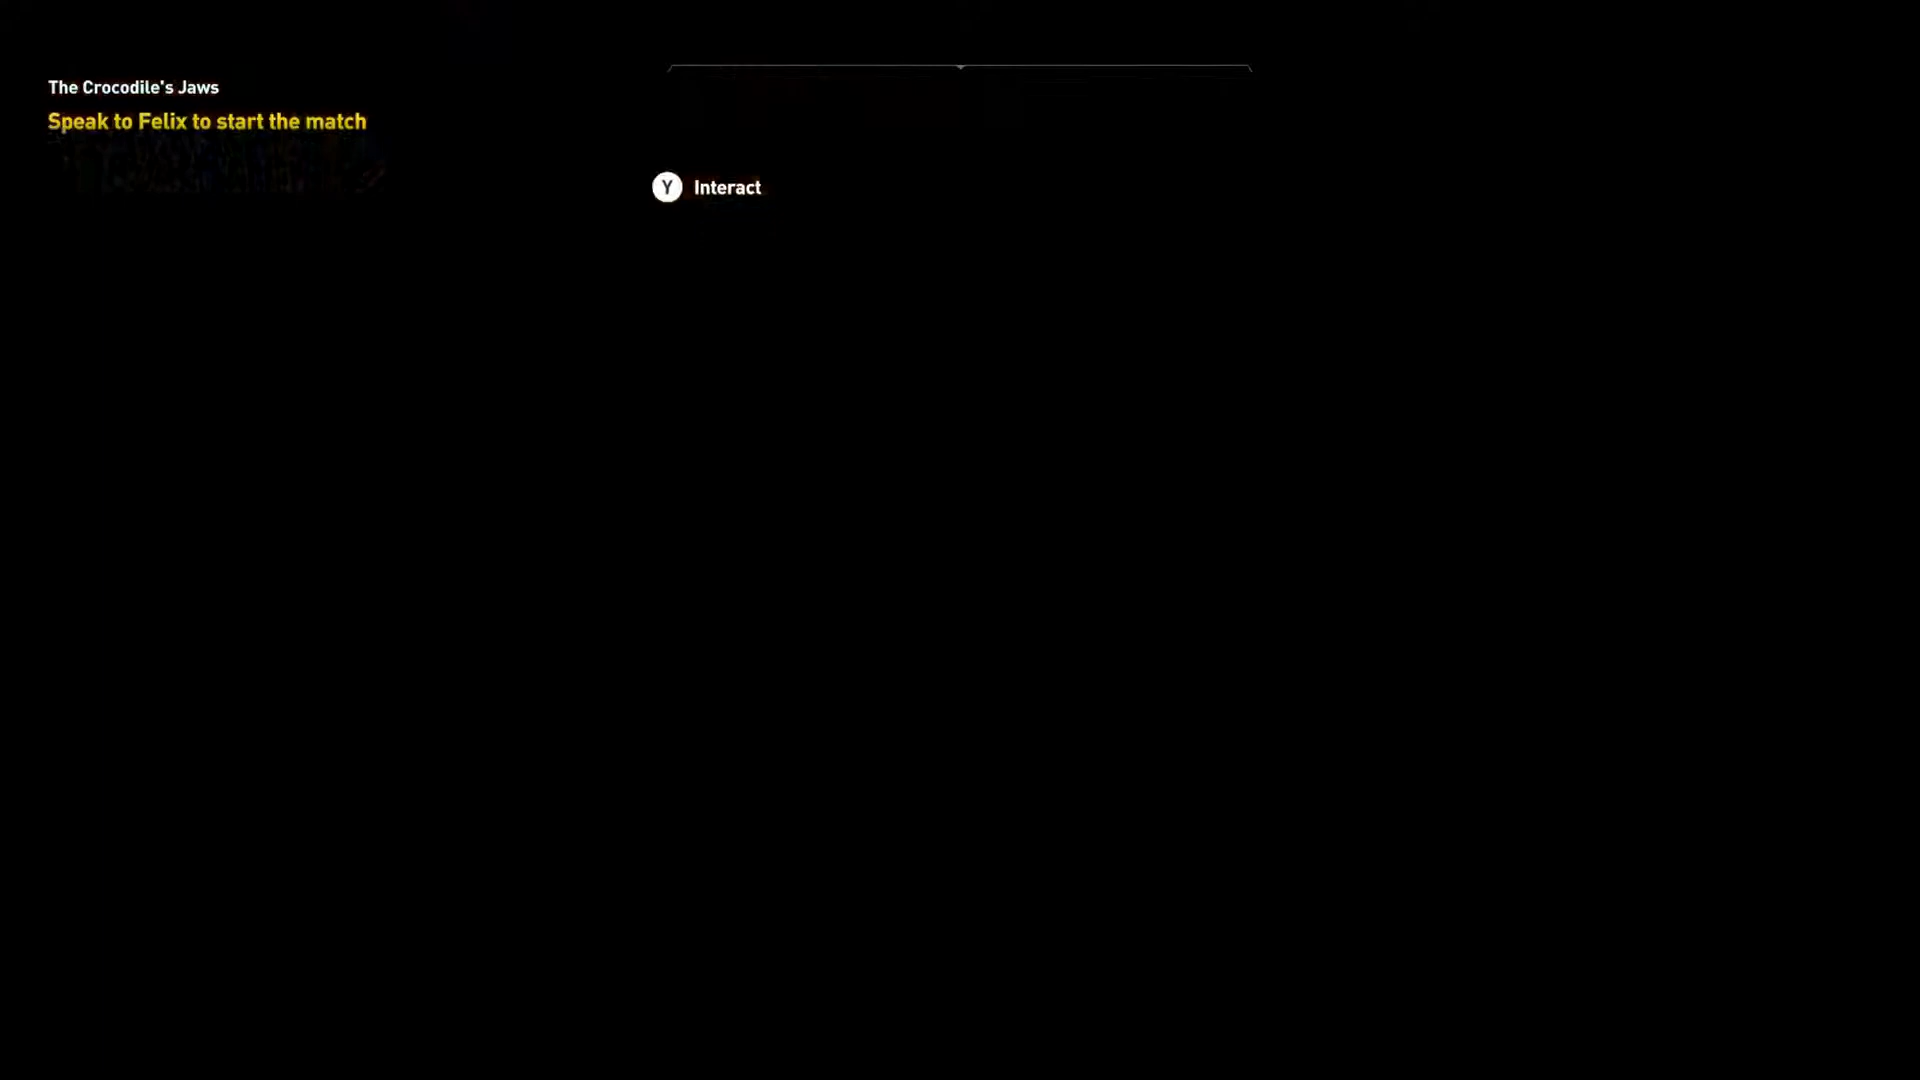 The Crocodile's Jaws
Speak to Felix to start the match
Y Interact